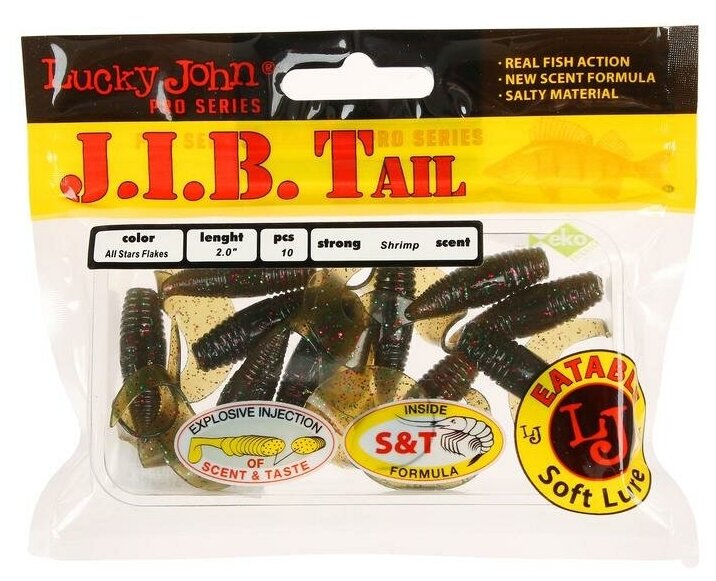 Lucky John®
PRO SERIES
· REAL FISH ACTION
· NEW SCENT FORMULA
· SALTY MATERIAL
PRO SERIES
J.I.B. TAIL
color
All Stars Flakes
lenght
2.0"
pcs
10
strong Shrimp scent
eko
EXPLOSIVE INJECTION
OF
SCENT & TASTE
INSIDE
S&T
FORMULA
EATABLE
LJ
LJ
Soft Lure